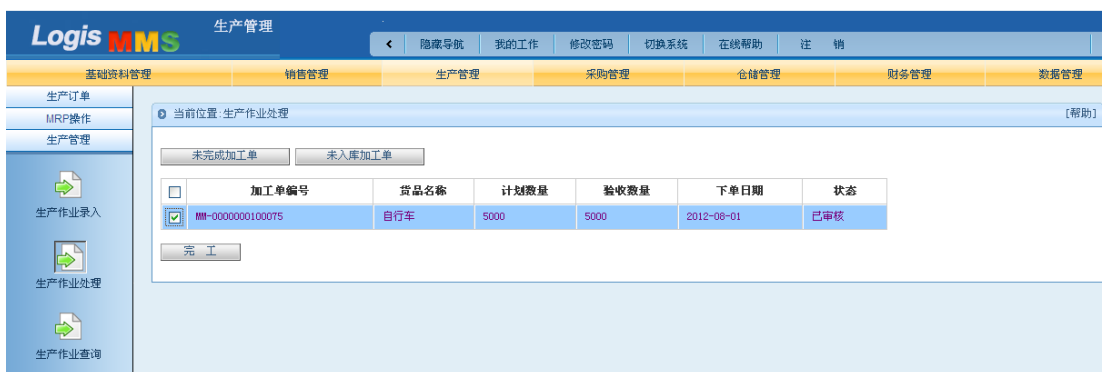 Logis MMS
生产管理
隐藏导航 我的工作 修改密码 切换系统 在线帮助 注 销
基础资料管理 销售管理 生产管理 采购管理 仓储管理 财务管理 数据管理
生产订单
MRP操作
生产管理
生产作业录入
生产作业处理
生产作业查询
当前位置:生产作业处理 [帮助]
未完成加工单 未入库加工单
加工单编号 货品名称 计划数量 验收数量 下单日期 状态
MM-0000000100075 自行车 5000 5000 2012-08-01 已审核
完 工